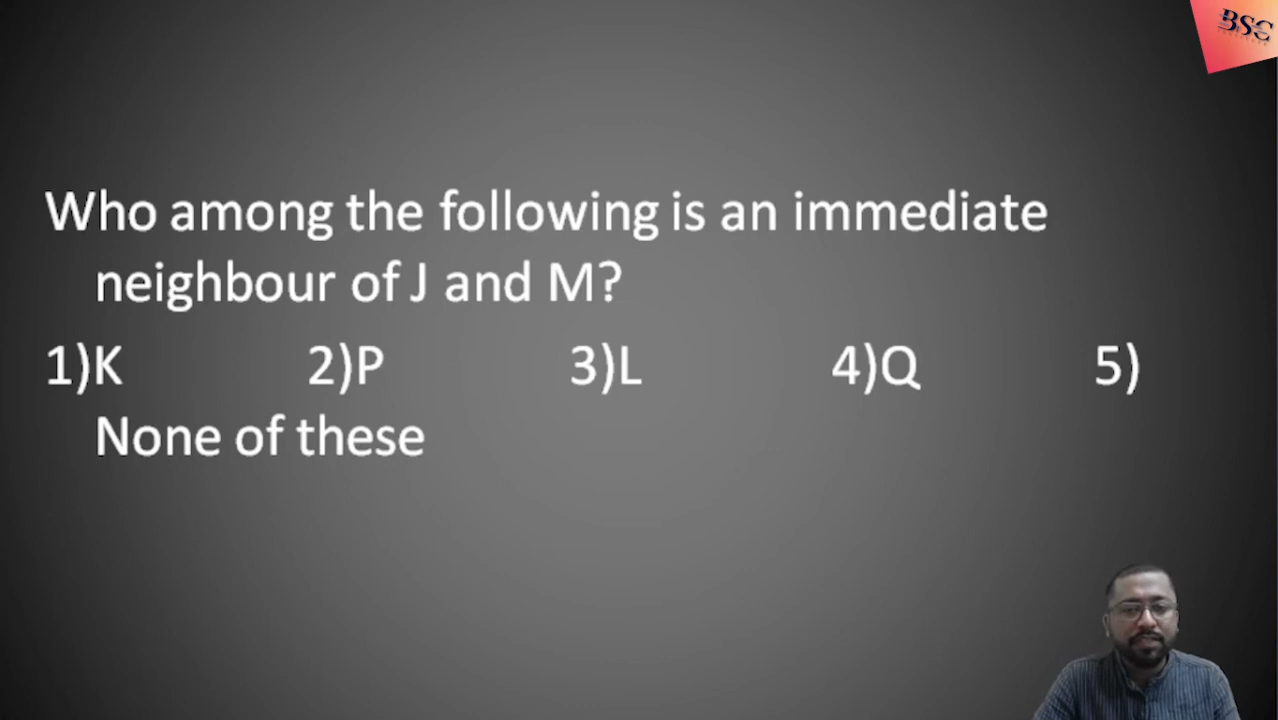 BSC
Who among the following is an immediate
neighbour of J and M?
1)K 2)P 3)L 4)Q 5)
None of these